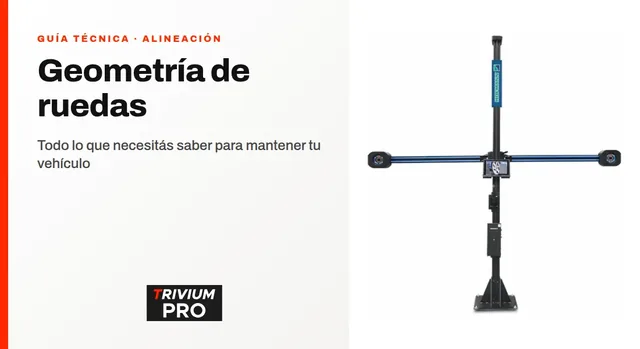 GUÍA TÉCNICA · ALINEACIÓN
Geometría de
ruedas
Todo lo que necesitás saber para mantener tu
vehículo
TRIVIUM
PRO